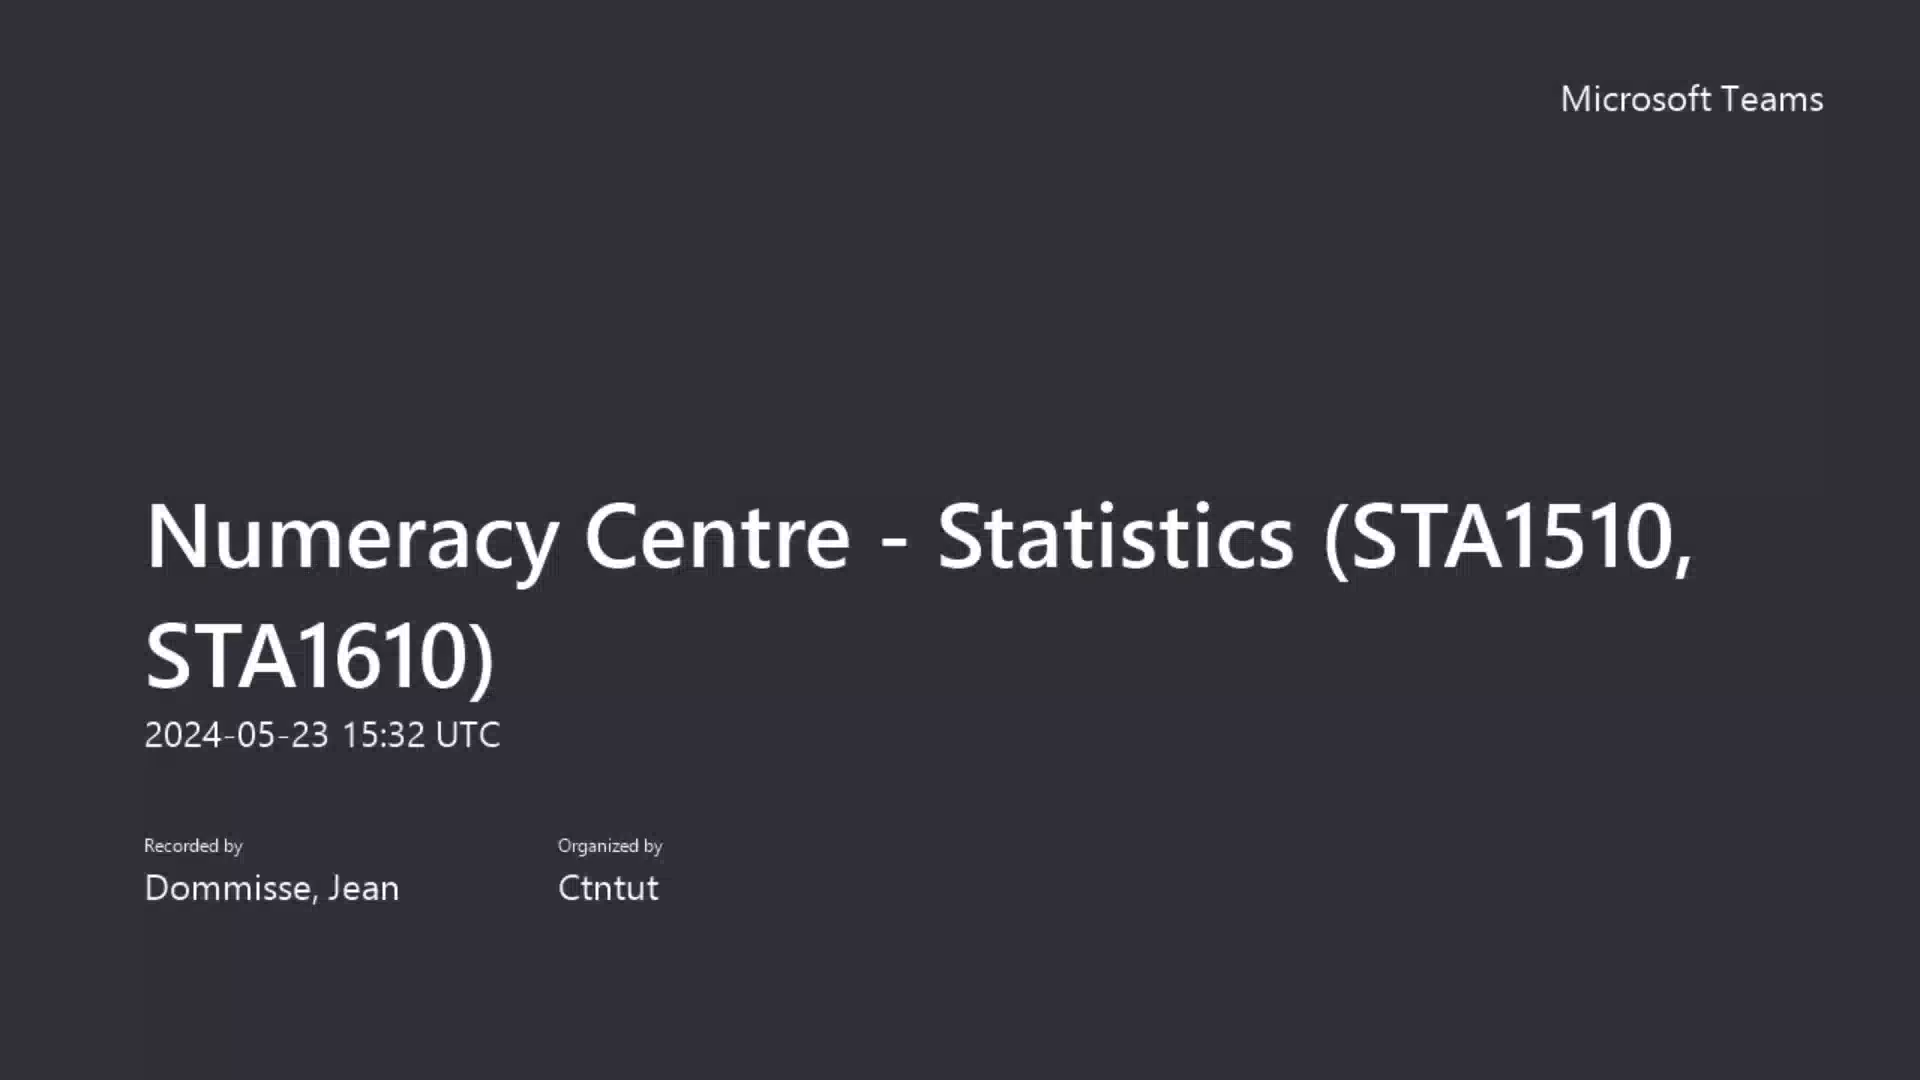 Microsoft Teams
Numeracy Centre - Statistics (STA1510,
STA1610)
2024-05-23 15:32 UTC
Recorded by
Organized by
Dommisse, Jean
Ctntut